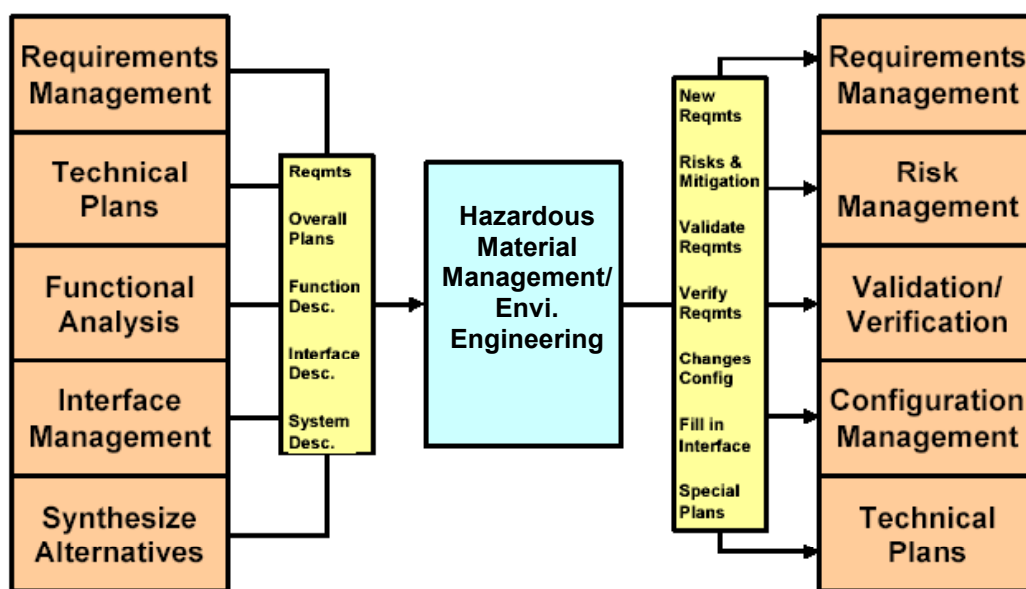 Requirements
Management
Technical
Plans
Functional
Analysis
Interface
Management
Synthesize
Alternatives
Reqmts
Overall
Plans
Function
Desc.
Interface
Desc.
System
Desc.
Hazardous
Material
Management/
Envi.
Engineering
New
Reqmts
Risks &
Mitigation
Validate
Reqmts
Verify
Reqmts
Changes
Config
Fill in
Interface
Special
Plans
Requirements
Management
Risk
Management
Validation/
Verification
Configuration
Management
Technical
Plans